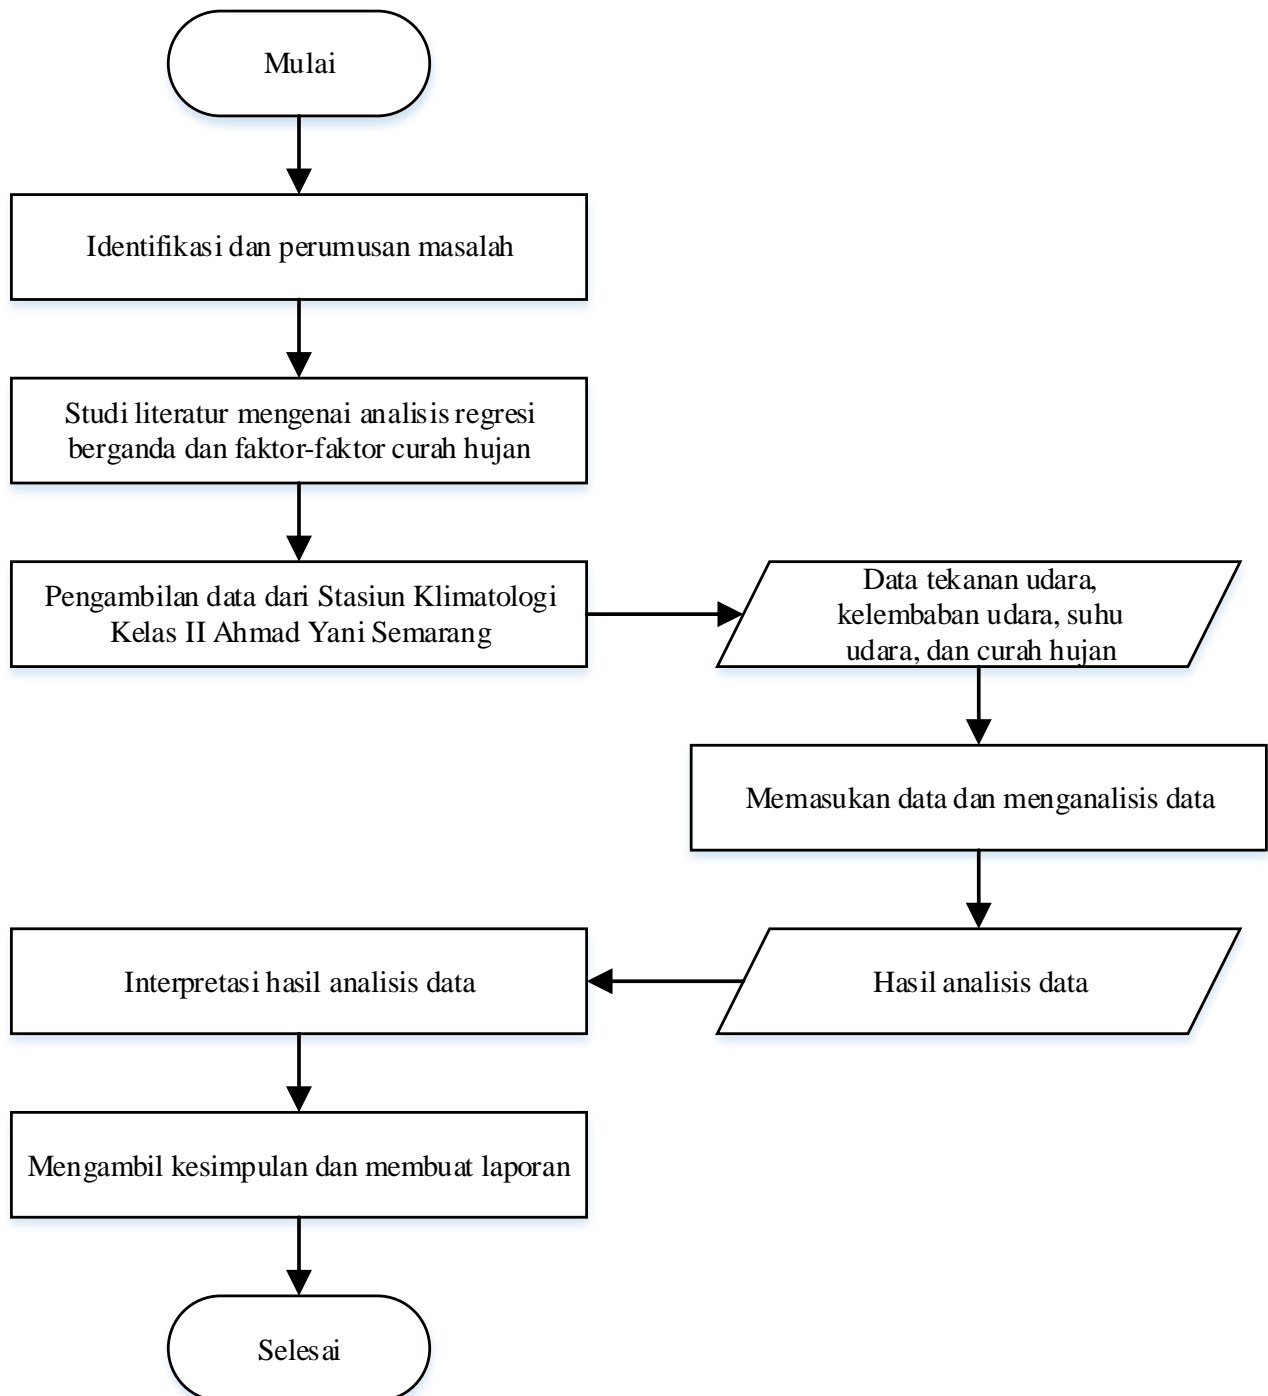 Mulai
Identifikasi dan perumusan masalah
Studi literatur mengenai analisis regresi
berganda dan faktor-faktor curah hujan
Pengambilan data dari Stasiun Klimatologi
Kelas II Ahmad Yani Semarang
Data tekanan udara,
kelembaban udara, suhu
udara, dan curah hujan
Memasukan data dan menganalisis data
Hasil analisis data
Interpretasi hasil analisis data
Mengambil kesimpulan dan membuat laporan
Selesai